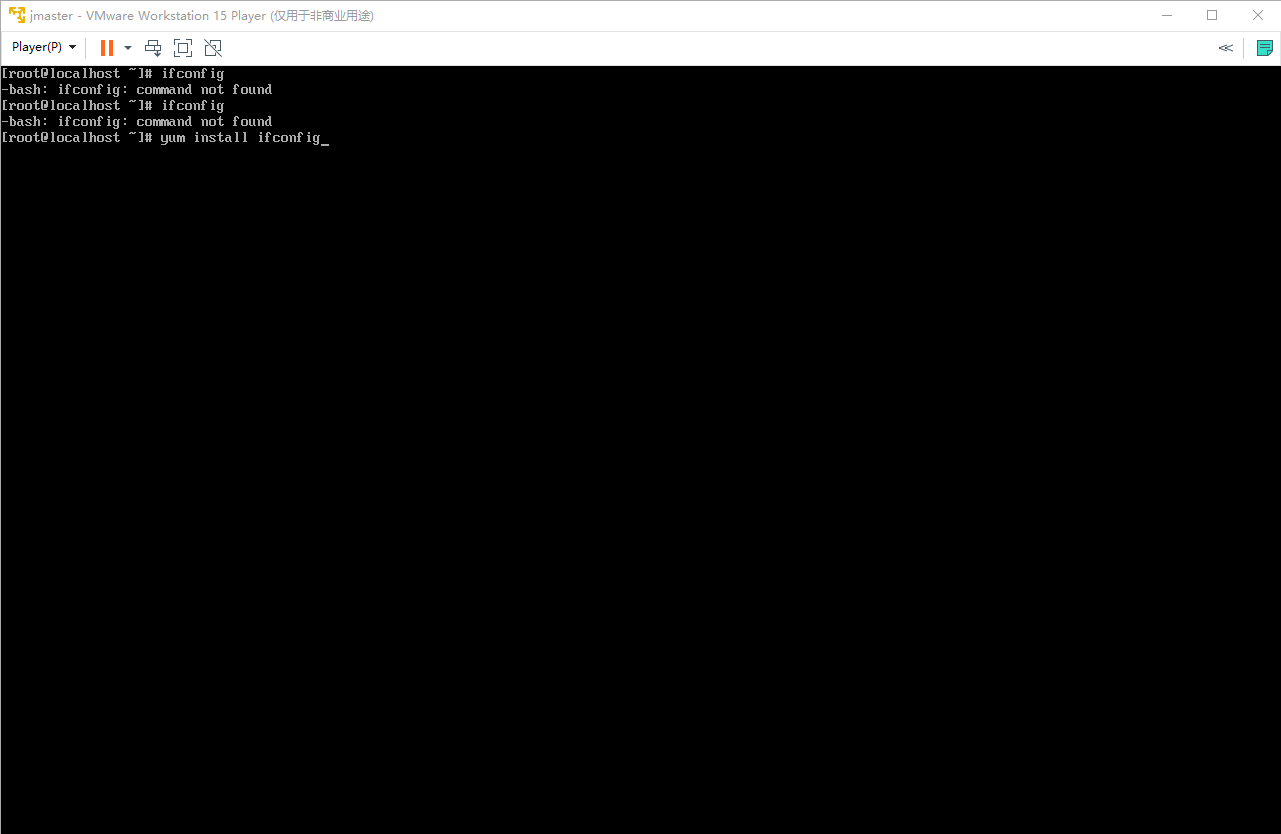 jmaster - VMware Workstation 15 Player (仅用于非商业用途)
Player(P)
[root@localhost ~]# ifconfig
-bash: ifconfig: command not found
[root@localhost ~]# ifconfig
-bash: ifconfig: command not found
[root@localhost ~]# yum install ifconfig_